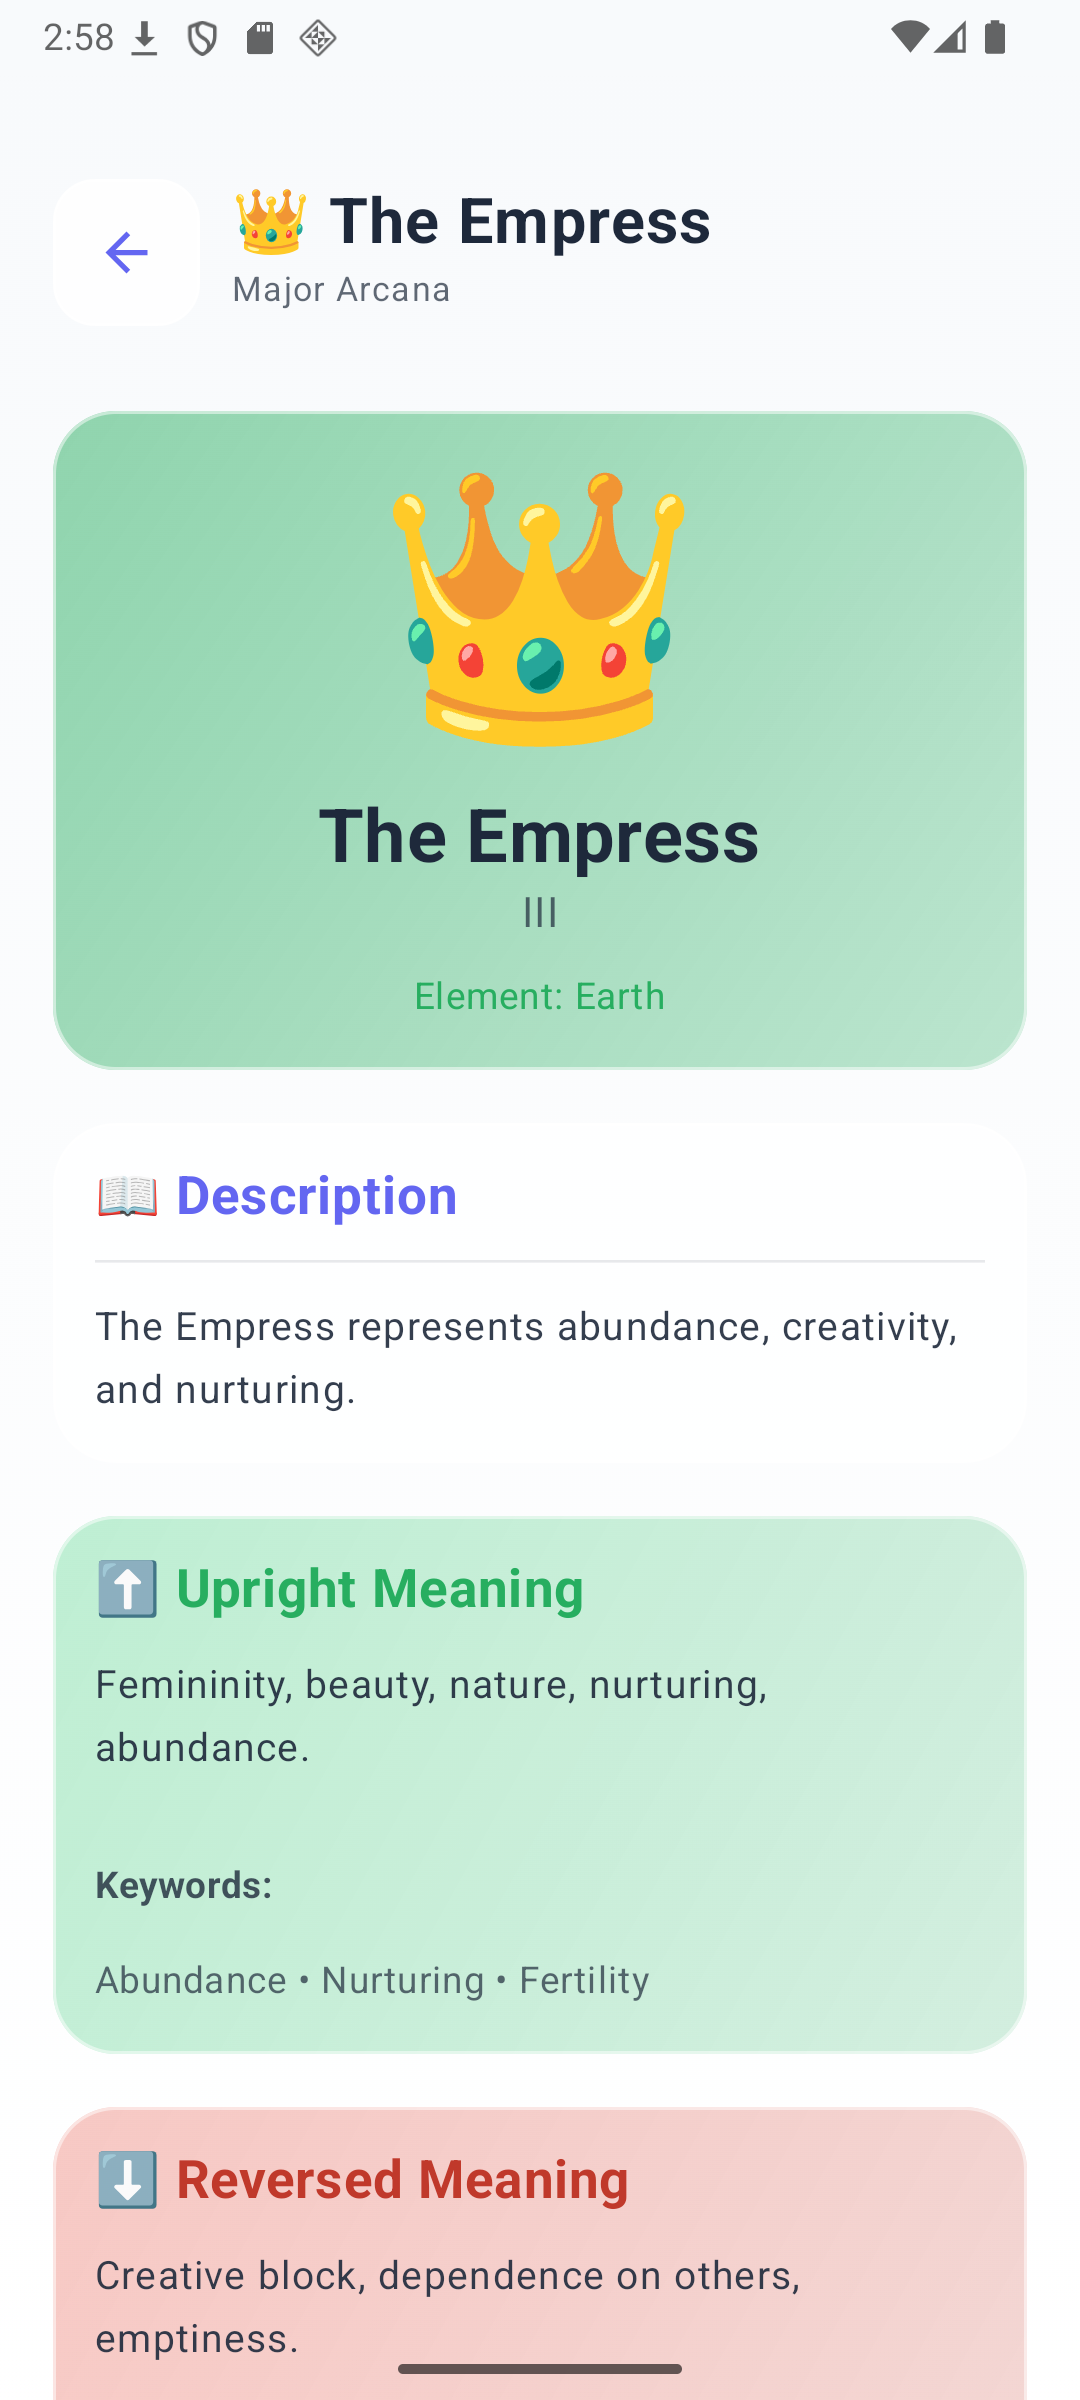 2:58
The Empress
Major Arcana
The Empress
III
Element: Earth
Description
The Empress represents abundance, creativity,
and nurturing.
Upright Meaning
Femininity, beauty, nature, nurturing,
abundance.
Keywords:
Abundance • Nurturing • Fertility
Reversed Meaning
Creative block, dependence on others,
emptiness.